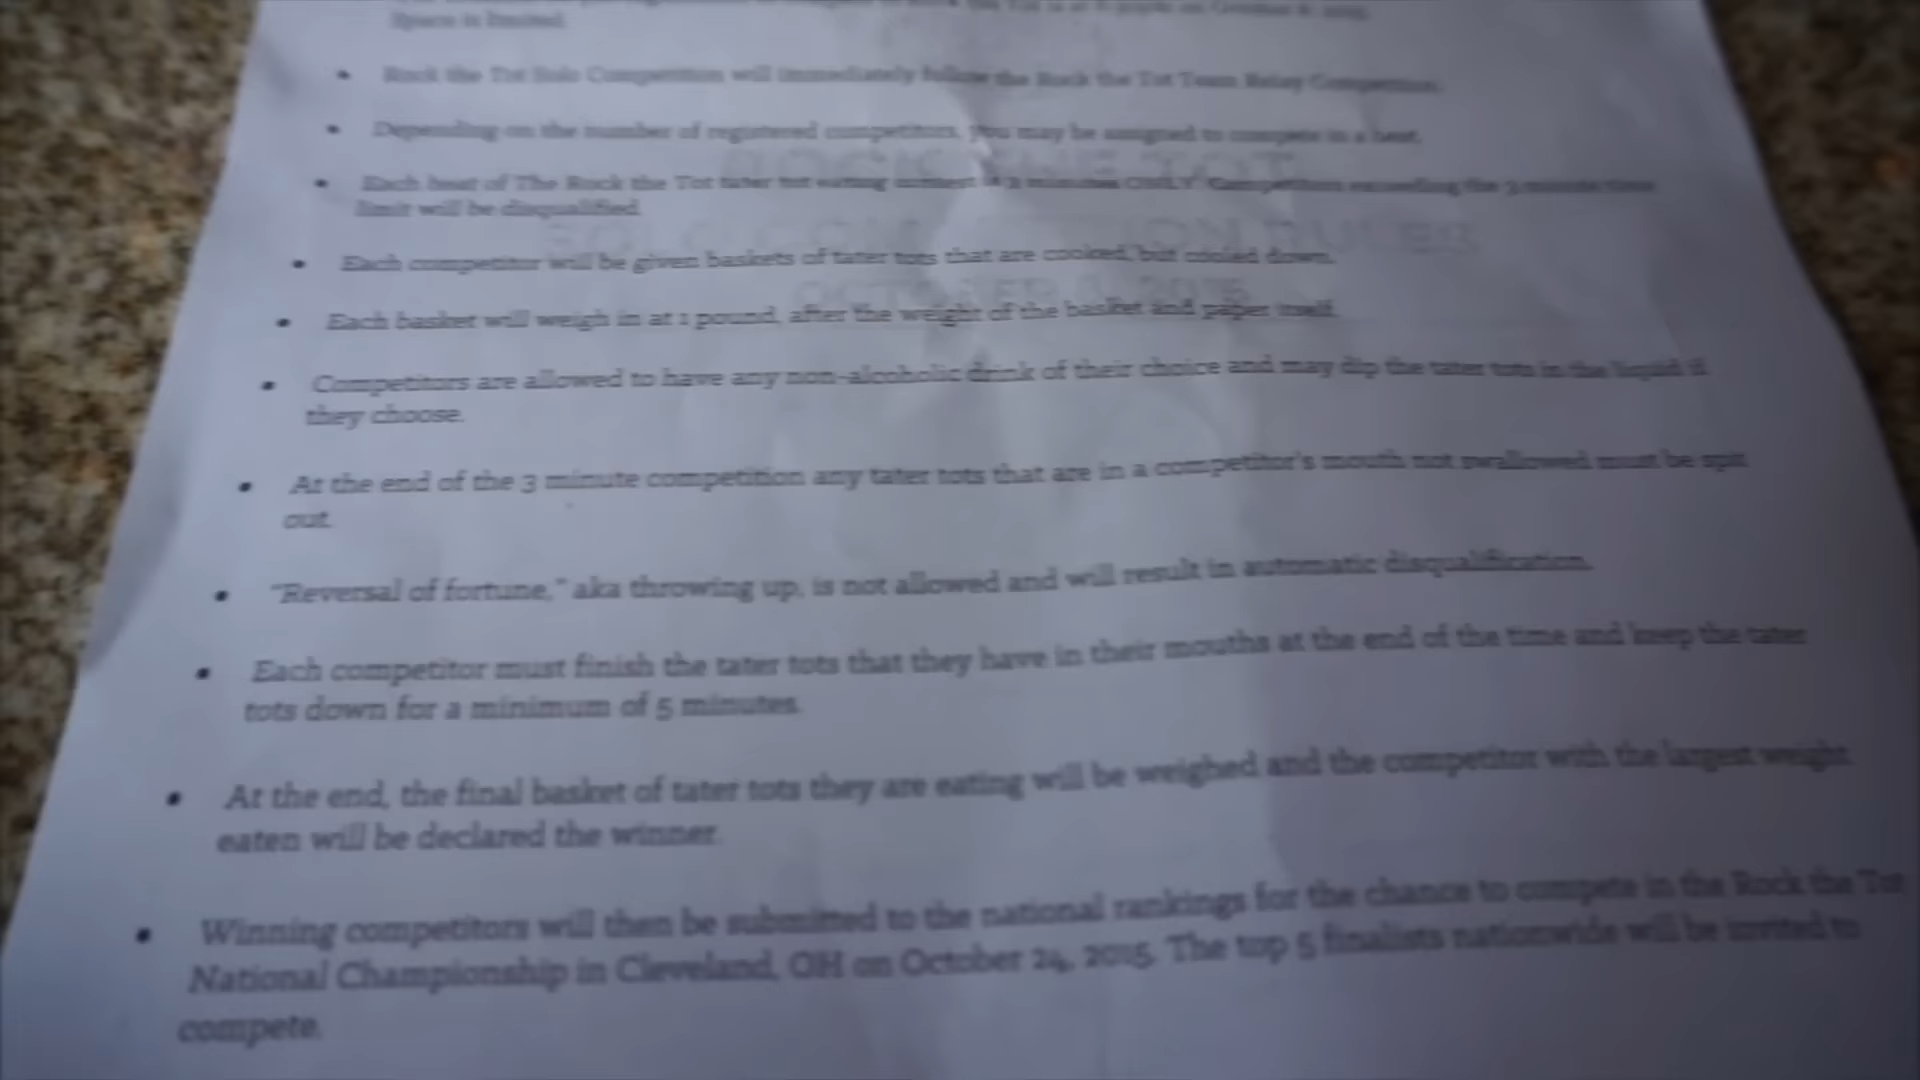 Space is limited.
Rock the Tot Solo Competition will immediately follow the Rock the Tot Team Relay Competition.
Depending on the number of registered competitors, you may be assigned to compete in a heat.
Each heat of The Rock the Tot tater tot eating contest is 3 minutes ONLY. Competitors exceeding the 3 minute time
limit will be disqualified.
Each competitor will be given baskets of tater tots that are cooked, but cooled down.
Each basket will weigh in at 1 pound, after the weight of the basket and paper itself.
Competitors are allowed to have any non-alcoholic drink of their choice and may dip the tater tots in the liquid if
they choose.
At the end of the 3 minute competition any tater tots that are in a competitor's mouth not swallowed must be spit
out.
"Reversal of fortune," aka throwing up, is not allowed and will result in automatic disqualification.
Each competitor must finish the tater tots that they have in their mouths at the end of the time and keep the tater
tots down for a minimum of 5 minutes.
At the end, the final basket of tater tots they are eating will be weighed and the competitor with the largest weight
eaten will be declared the winner.
Winning competitors will then be submitted to the national rankings for the chance to compete in the Rock the Tot
National Championship in Cleveland, OH on October 24, 2015. The top 5 finalists nationwide will be invited to
compete.